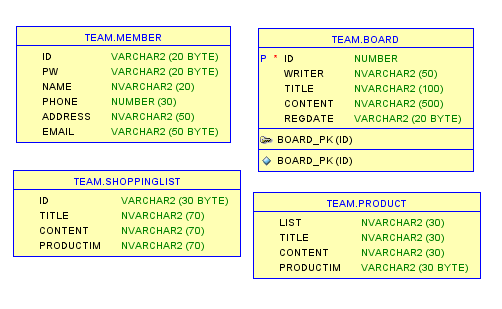 TEAM.MEMBER
ID VARCHAR2 (20 BYTE)
PW VARCHAR2 (20 BYTE)
NAME NVARCHAR2 (20)
PHONE NUMBER (30)
ADDRESS NVARCHAR2 (50)
EMAIL VARCHAR2 (50 BYTE)
TEAM.BOARD
P * ID NUMBER
WRITER NVARCHAR2 (50)
TITLE NVARCHAR2 (100)
CONTENT NVARCHAR2 (500)
REGDATE VARCHAR2 (20 BYTE)
BOARD_PK (ID)
BOARD_PK (ID)
TEAM.SHOPPINGLIST
ID VARCHAR2 (30 BYTE)
TITLE NVARCHAR2 (70)
CONTENT NVARCHAR2 (70)
PRODUCTIM NVARCHAR2 (70)
TEAM.PRODUCT
LIST NVARCHAR2 (30)
TITLE NVARCHAR2 (30)
CONTENT NVARCHAR2 (30)
PRODUCTIM VARCHAR2 (30 BYTE)